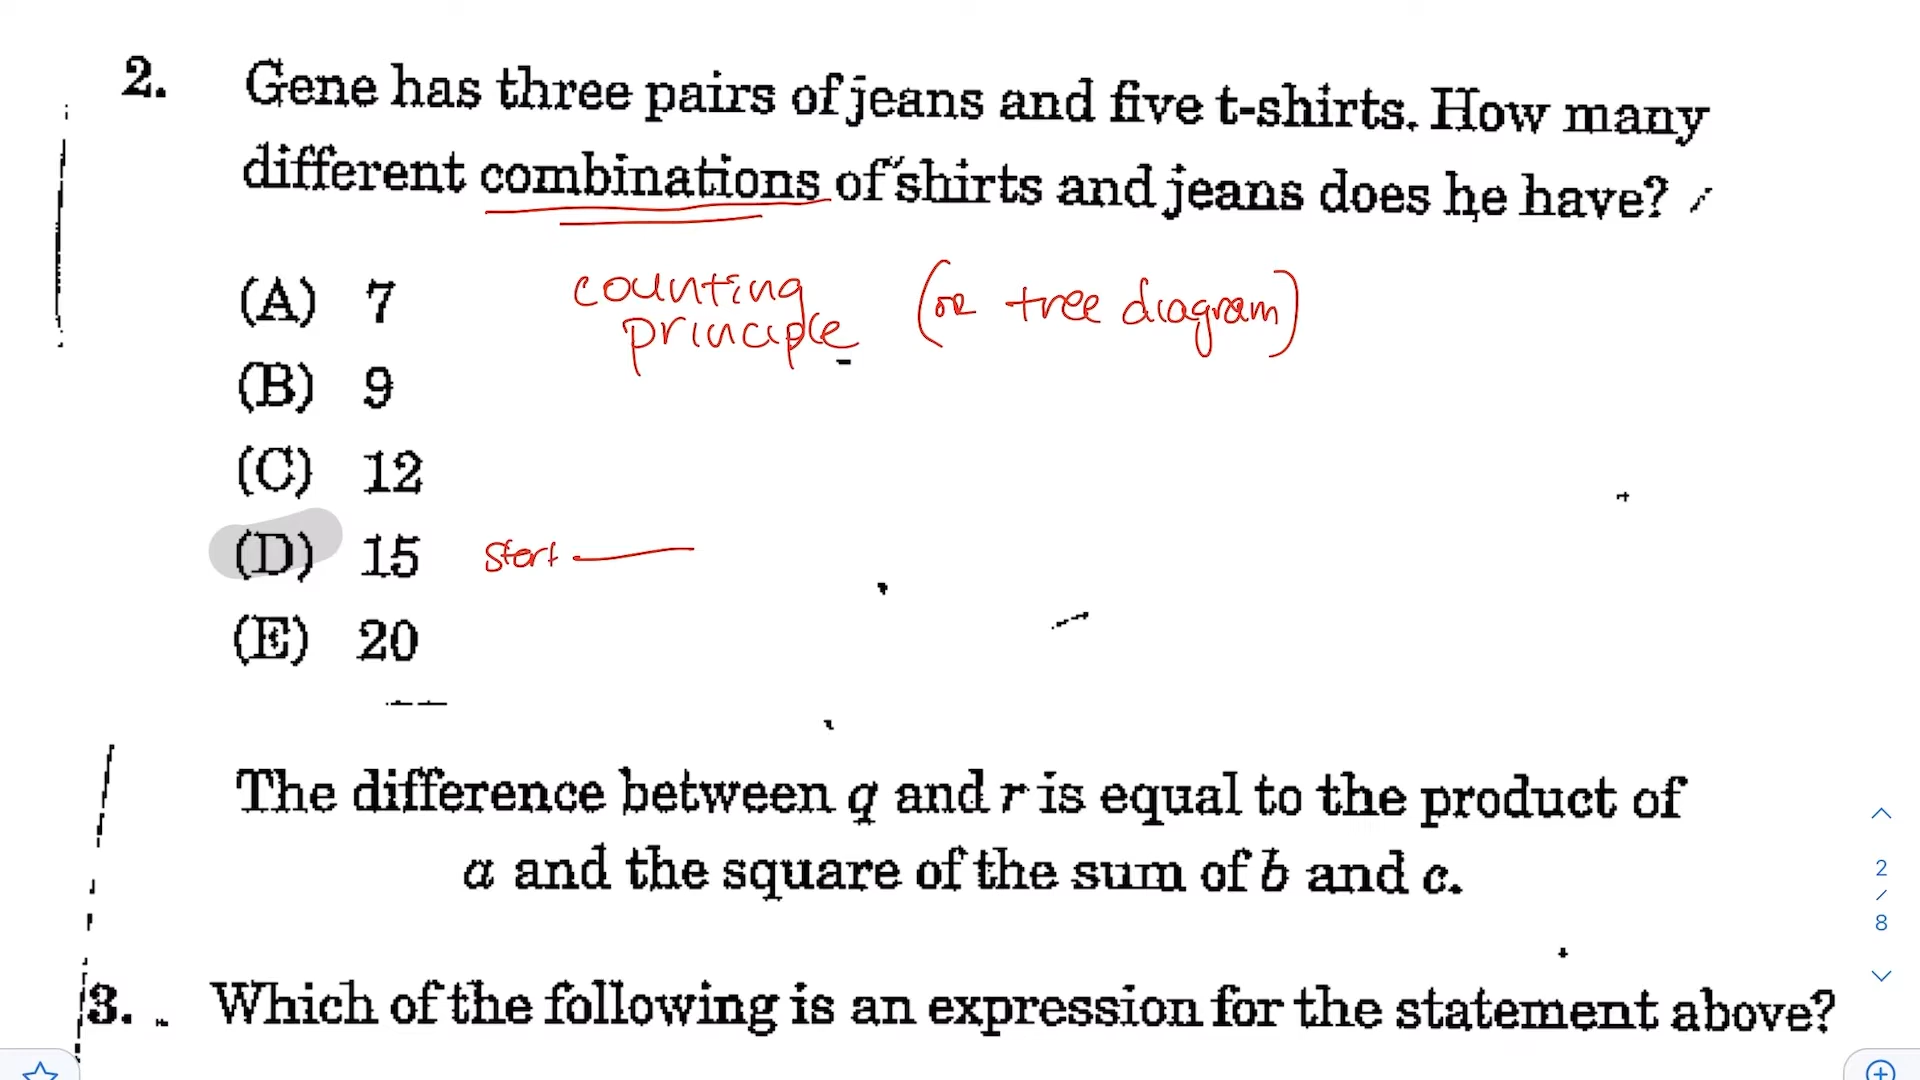 2. Gene has three pairs of jeans and five t-shirts. How many
different combinations of shirts and jeans does he have?
counting
principle (or tree diagram)
(A) 7
(B) 9
(C) 12
(D) 15 start
(E) 20
The difference between q and r is equal to the product of
a and the square of the sum of b and c.
3. Which of the following is an expression for the statement above?
2
/
8